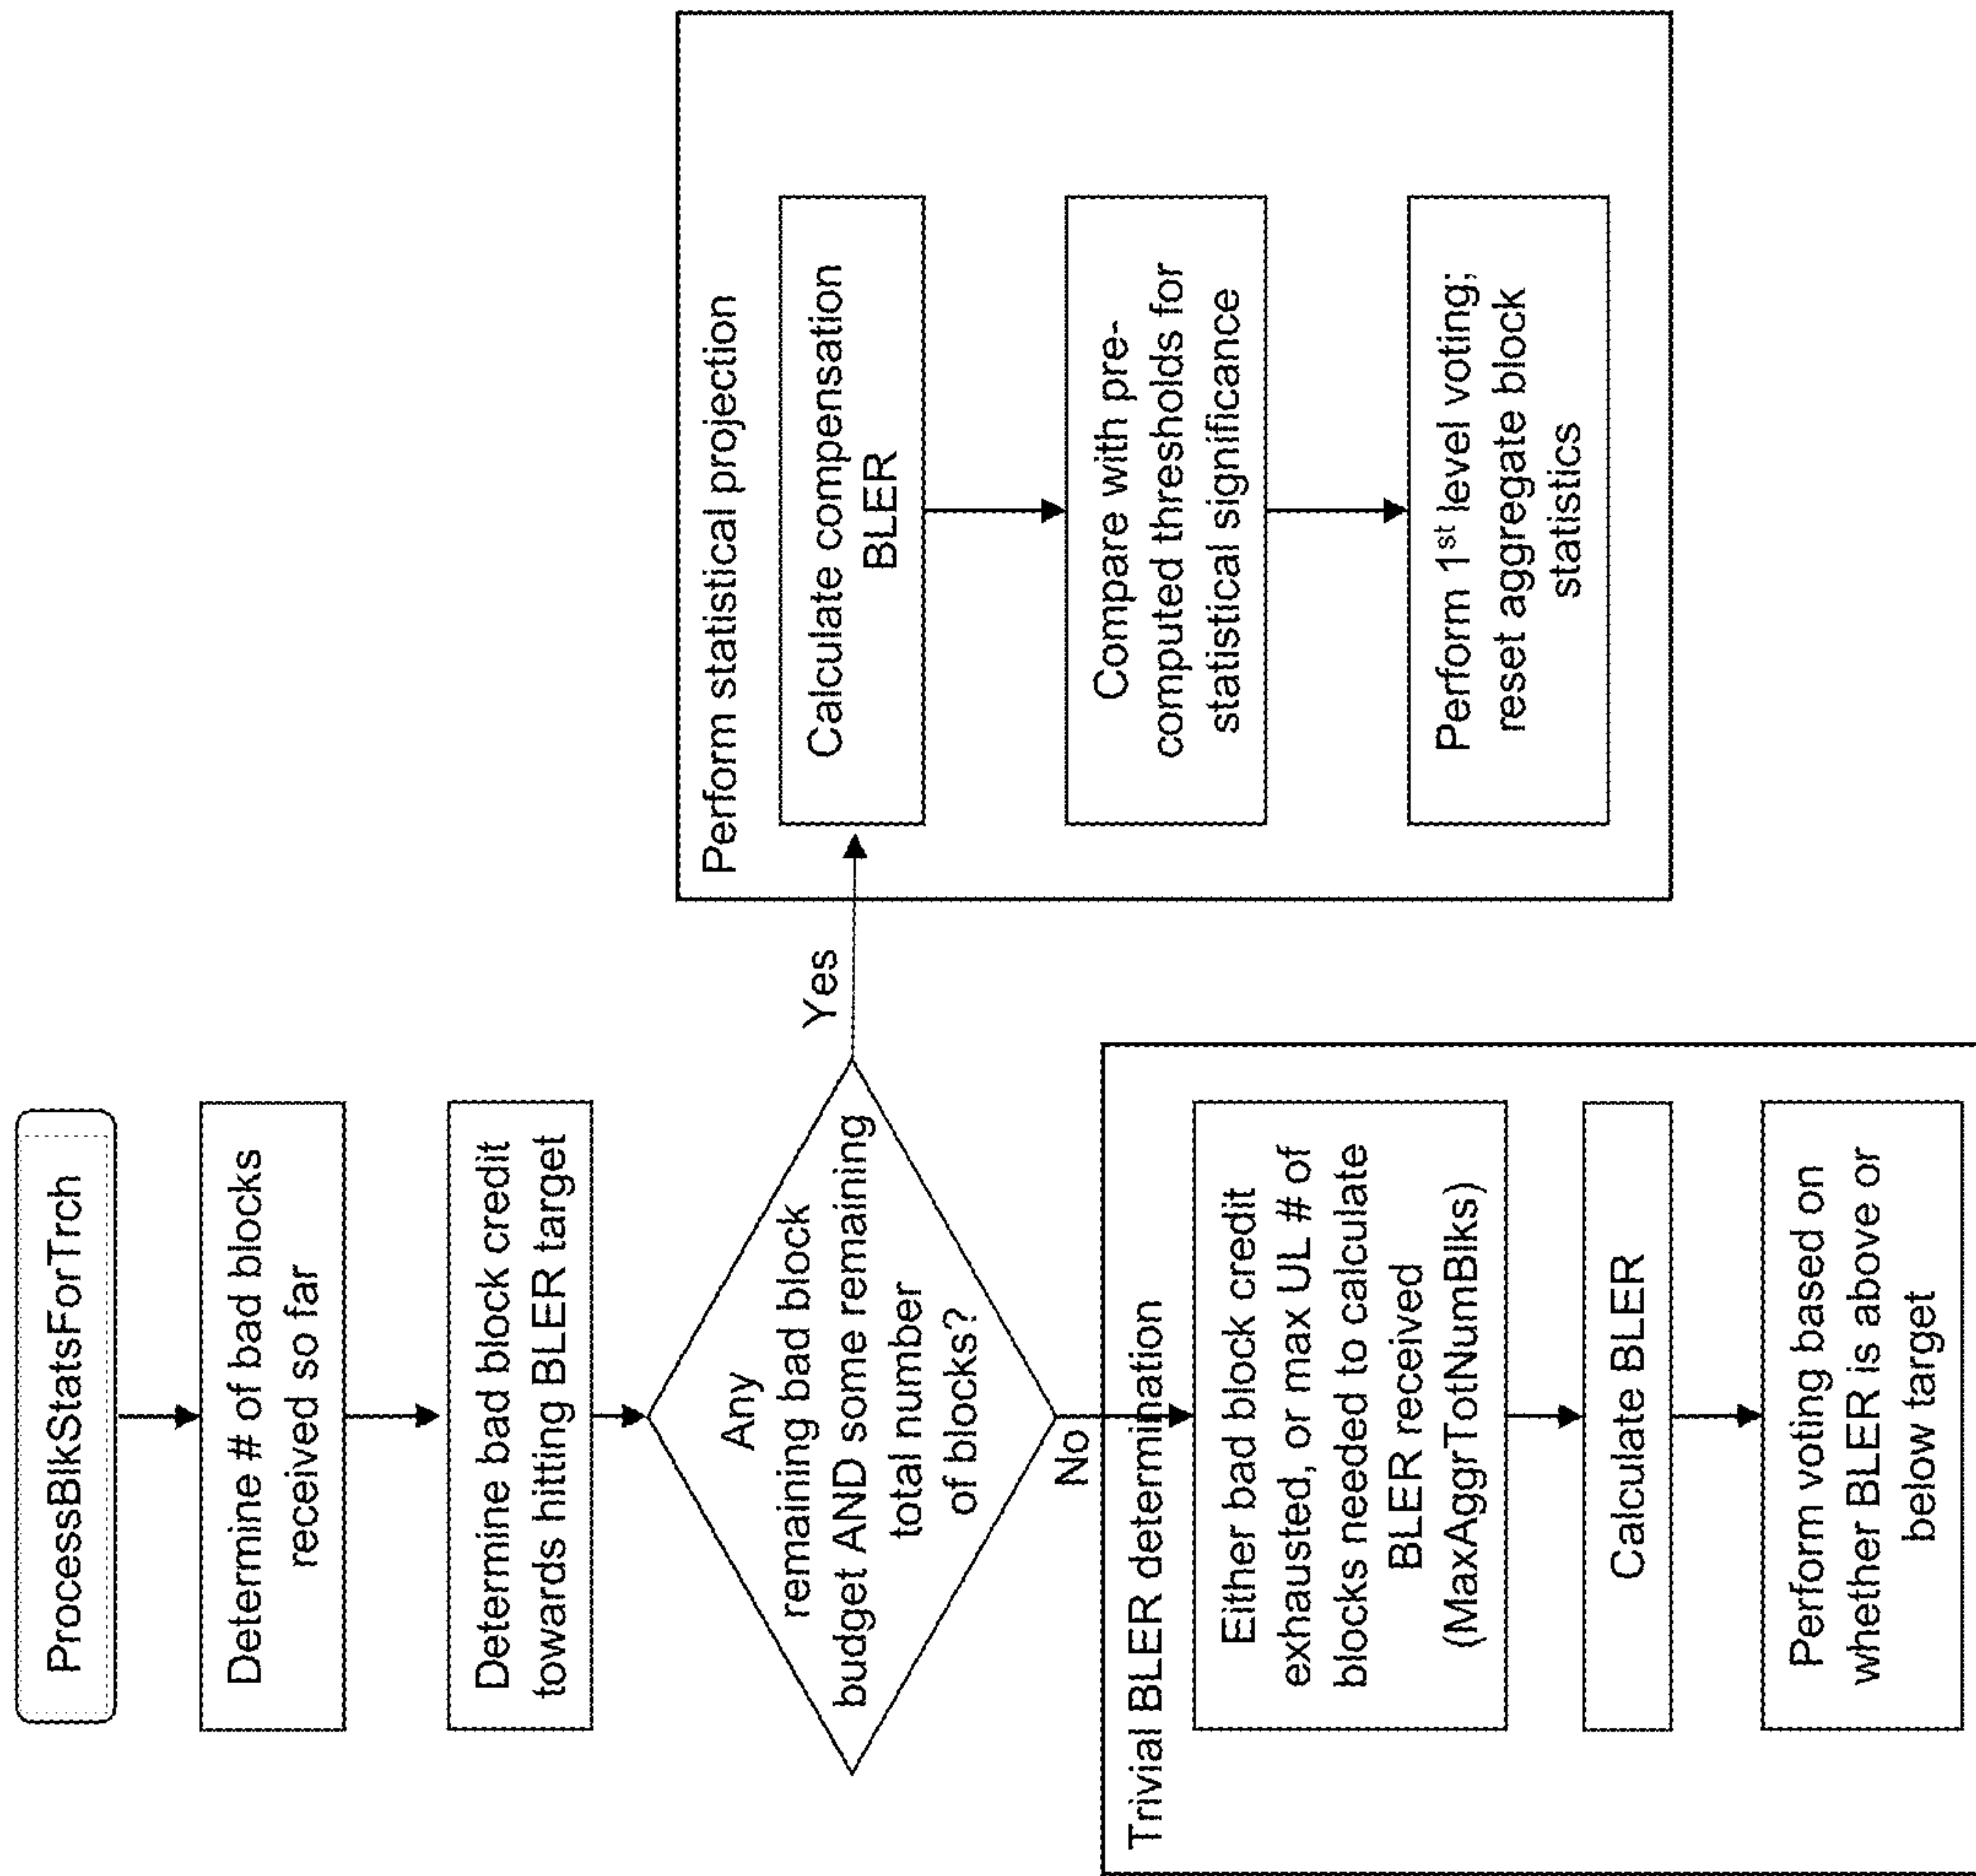 ProcessBlkStatsForTrch
Determine # of bad blocks
received so far
Determine bad block credit
towards hitting BLER target
Any
remaining bad block
budget AND some remaining
total number
of blocks?
Yes
No
Perform statistical projection
Calculate compensation
BLER
Compare with pre-
computed thresholds for
statistical significance
Perform 1st level voting;
reset aggregate block
statistics
Trivial BLER determination
Either bad block credit
exhausted, or max UL # of
blocks needed to calculate
BLER received
(MaxAggrTotNumBlks)
Calculate BLER
Perform voting based on
whether BLER is above or
below target